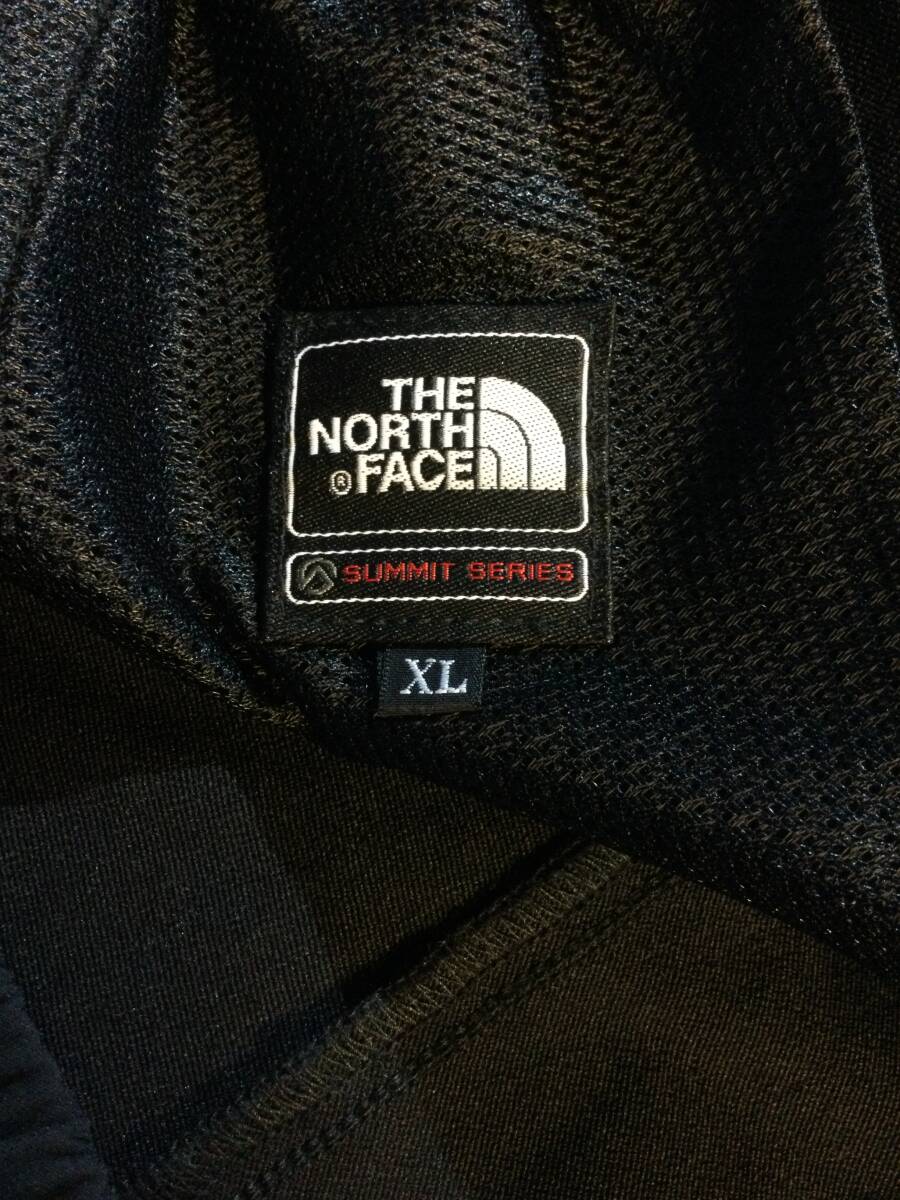 THE
NORTH
® FACE
SUMMIT SERIES
XL